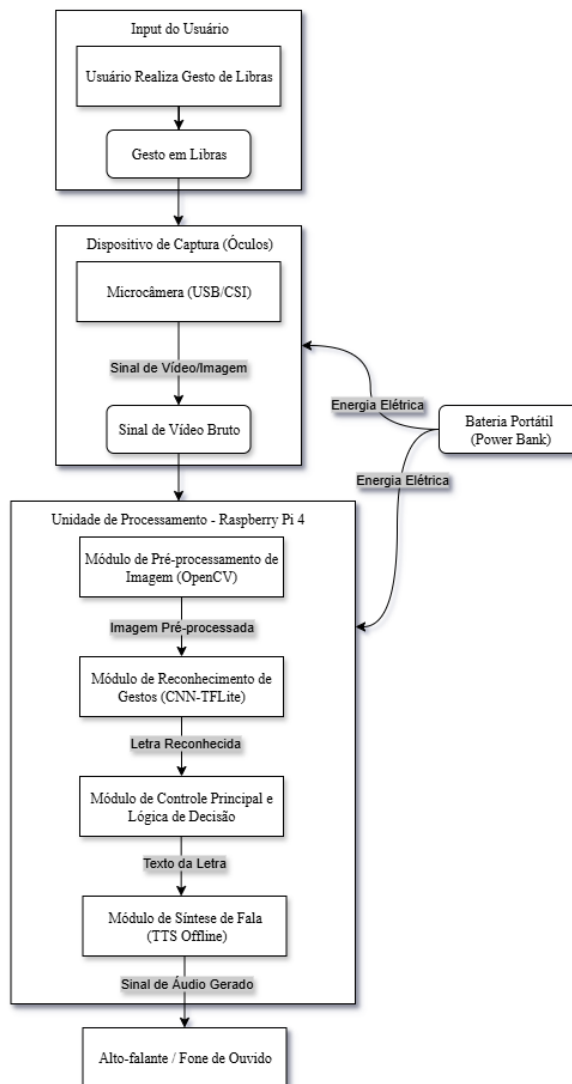 Input do Usuário
Usuário Realiza Gesto de Libras
Gesto em Libras
Dispositivo de Captura (Óculos)
Microcâmera (USB/CSI)
Sinal de Vídeo/Imagem
Sinal de Vídeo Bruto
Energia Elétrica
Bateria Portátil
(Power Bank)
Energia Elétrica
Unidade de Processamento - Raspberry Pi 4
Módulo de Pré-processamento de
Imagem (OpenCV)
Imagem Pré-processada
Módulo de Reconhecimento de
Gestos (CNN-TFLite)
Letra Reconhecida
Módulo de Controle Principal e
Lógica de Decisão
Texto da Letra
Módulo de Síntese de Fala
(TTS Offline)
Sinal de Áudio Gerado
Alto-falante / Fone de Ouvido